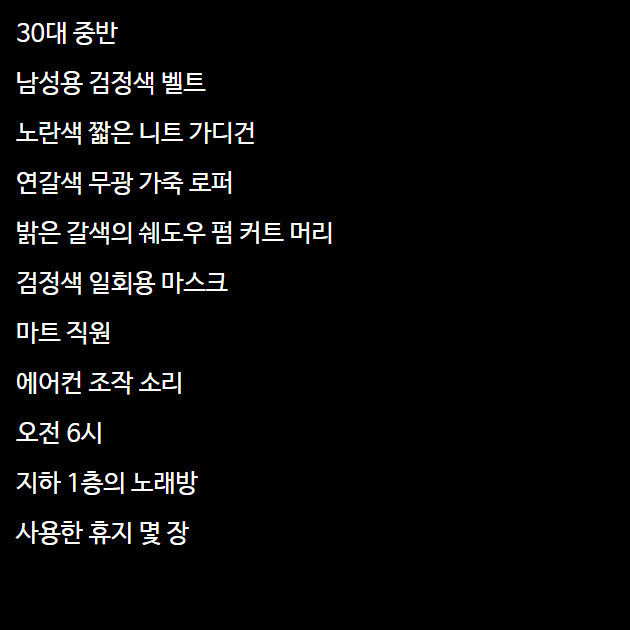 30대 중반
남성용 검정색 벨트
노란색 짧은 니트 가디건
연갈색 무광 가죽 로퍼
밝은 갈색의 쉐도우 펌 커트 머리
검정색 일회용 마스크
마트 직원
에어컨 조작 소리
오전 6시
지하 1층의 노래방
사용한 휴지 몇 장